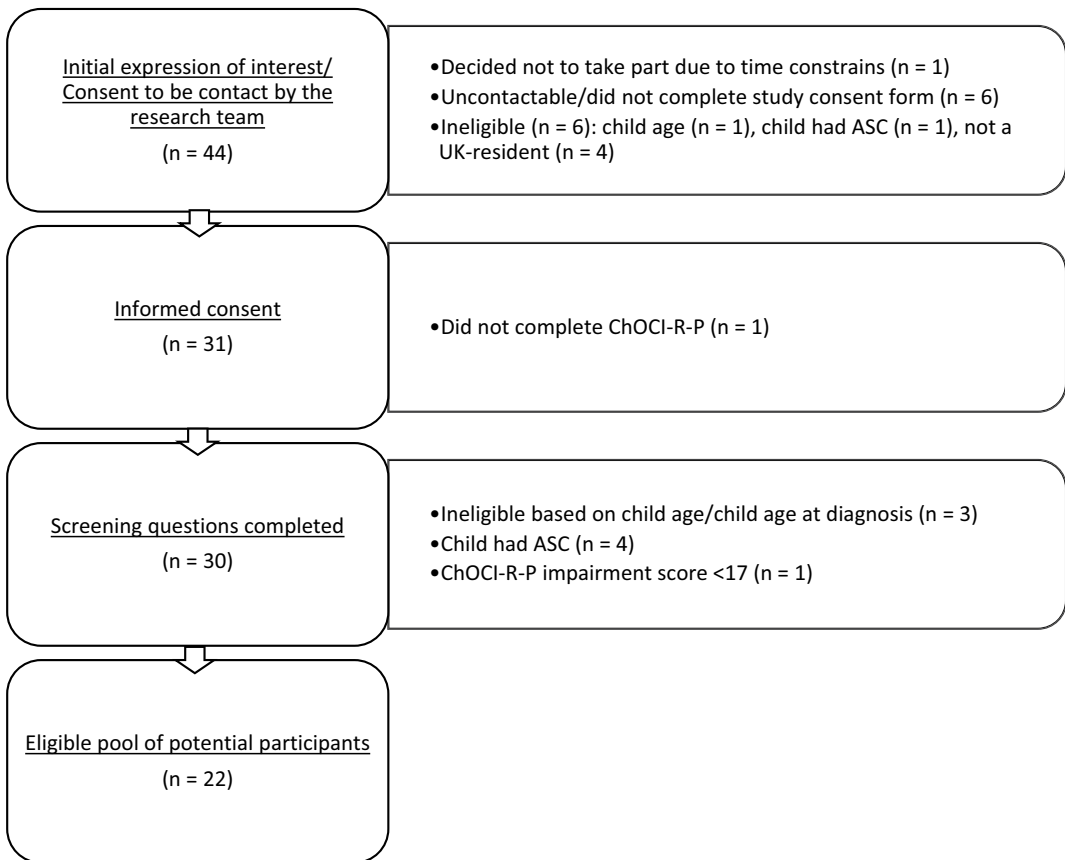 Initial expression of interest/
Consent to be contact by the
research team
(n = 44)
•Decided not to take part due to time constrains (n = 1)
•Uncontactable/did not complete study consent form (n = 6)
•Ineligible (n = 6): child age (n = 1), child had ASC (n = 1), not a
UK-resident (n = 4)
Informed consent
(n = 31)
•Did not complete ChOCI-R-P (n = 1)
Screening questions completed
(n = 30)
•Ineligible based on child age/child age at diagnosis (n = 3)
•Child had ASC (n = 4)
•ChOCI-R-P impairment score <17 (n = 1)
Eligible pool of potential participants
(n = 22)